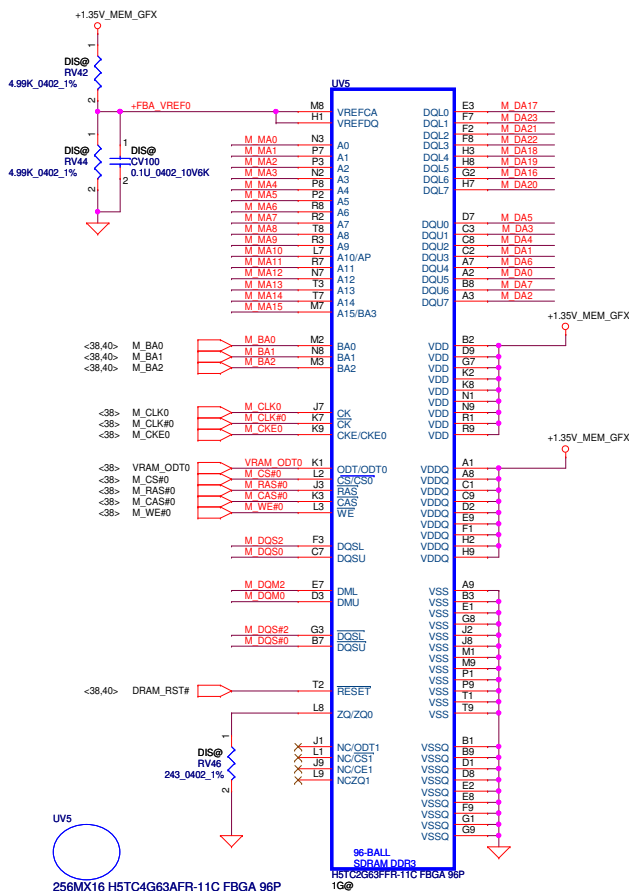 +1.35V_MEM_GFX
1
DIS@
RV42
4.99K_0402_1%
2
+FBA_VREF0
1
DIS@
RV44
4.99K_0402_1%
2
1
DIS@
CV100
0.1U_0402_10V6K
2
UV5
M8 VREFCA
H1 VREFDQ
M_MA0 N3 A0
M_MA1 P7 A1
M_MA2 P3 A2
M_MA3 N2 A3
M_MA4 P8 A4
M_MA5 P2 A5
M_MA6 R8 A6
M_MA7 R2 A7
M_MA8 T8 A8
M_MA9 R3 A9
M_MA10 L7 A10/AP
M_MA11 R7 A11
M_MA12 N7 A12
M_MA13 T3 A13
M_MA14 T7 A14
M_MA15 M7 A15/BA3
<38,40> M_BA0 M_BA0 M2 BA0
<38,40> M_BA1 M_BA1 N8 BA1
<38,40> M_BA2 M_BA2 M3 BA2
<38> M_CLK0 M_CLK0 J7 CK
<38> M_CLK#0 M_CLK#0 K7 CK
<38> M_CKE0 M_CKE0 K9 CKE/CKE0
<38> VRAM_ODT0 VRAM_ODT0 K1 ODT/ODT0
<38> M_CS#0 M_CS#0 L2 CS/CS0
<38> M_RAS#0 M_RAS#0 J3 RAS
<38> M_CAS#0 M_CAS#0 K3 CAS
<38> M_WE#0 M_WE#0 L3 WE
M_DQS2 F3 DQSL
M_DQS0 C7 DQSU
M_DQM2 E7 DML
M_DQM0 D3 DMU
M_DQS#2 G3 DQSL
M_DQS#0 B7 DQSU
<38,40> DRAM_RST# T2 RESET
L8 ZQ/ZQ0
1
DIS@
RV46
243_0402_1%
2
J1 NC/ODT1
L1 NC/CS1
J9 NC/CE1
L9 NCZQ1
DQL0 E3 M_DA17
DQL1 F7 M_DA23
DQL2 F2 M_DA21
DQL3 F8 M_DA22
DQL4 H3 M_DA18
DQL5 H8 M_DA19
DQL6 G2 M_DA16
DQL7 H7 M_DA20
DQU0 D7 M_DA5
DQU1 C3 M_DA3
DQU2 C8 M_DA4
DQU3 C2 M_DA1
DQU4 A7 M_DA6
DQU5 A2 M_DA0
DQU6 B8 M_DA7
DQU7 A3 M_DA2
+1.35V_MEM_GFX
VDD B2
VDD D9
VDD G7
VDD K2
VDD K8
VDD N1
VDD N9
VDD R1
VDD R9
+1.35V_MEM_GFX
VDDQ A1
VDDQ A8
VDDQ C1
VDDQ C9
VDDQ D2
VDDQ E9
VDDQ F1
VDDQ H2
VDDQ H9
VSS A9
VSS B3
VSS E1
VSS G8
VSS J2
VSS J8
VSS M1
VSS M9
VSS P1
VSS P9
VSS T1
VSS T9
VSSQ B1
VSSQ B9
VSSQ D1
VSSQ D8
VSSQ E2
VSSQ E8
VSSQ F9
VSSQ G1
VSSQ G9
96-BALL
SDRAM DDR3
H5TC2G63FFR-11C FBGA 96P
1G@
UV5
256MX16 H5TC4G63AFR-11C FBGA 96P